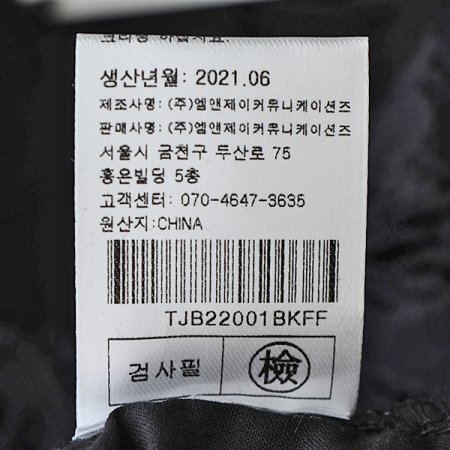 생산년월: 2021.06
제조사명: (주)엠앤제이커뮤니케이션즈
판매사명: (주)엠앤제이커뮤니케이션즈
서울시 금천구 두산로 75
홍은빌딩 5층
고객센터: 070-4647-3635
원산지:CHINA
TJB22001BKFF
검사필 檢